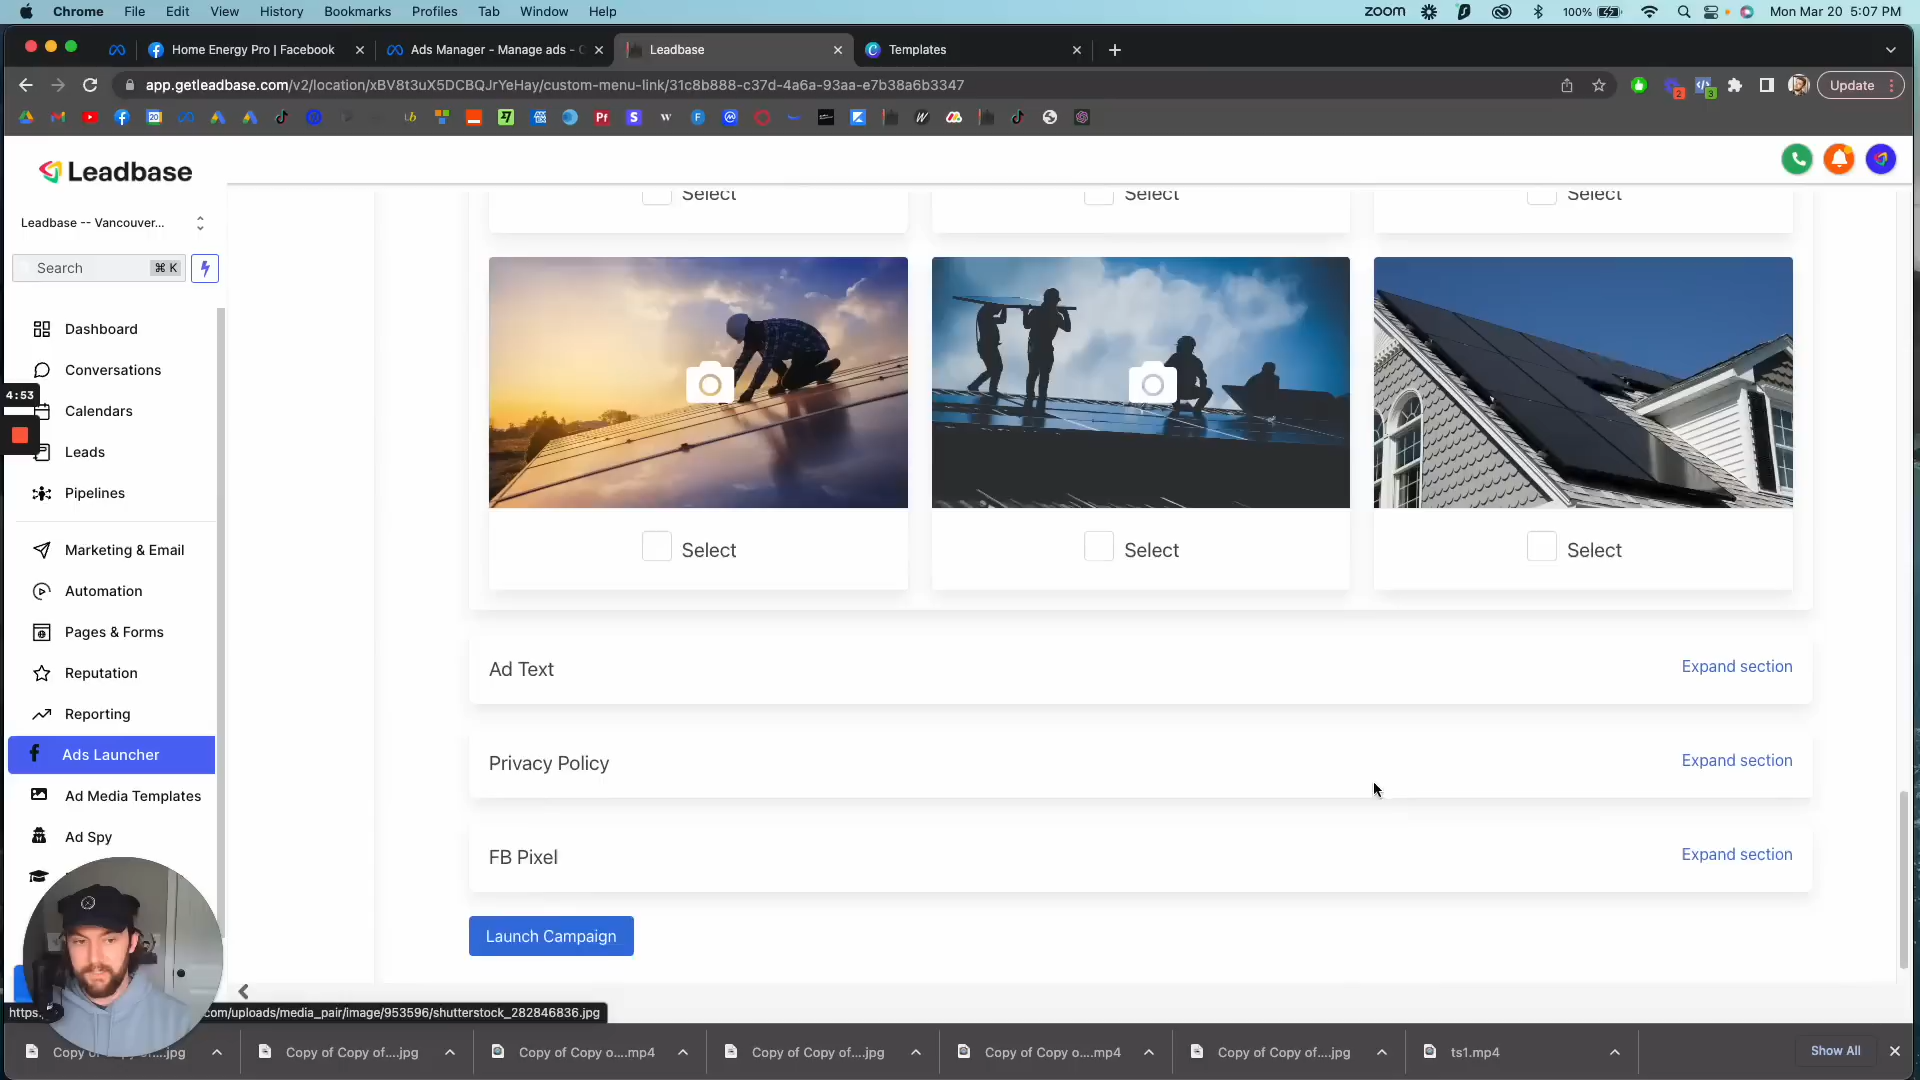 Chrome File Edit View History Bookmarks Profiles Tab Window Help
zoom 100% Mon Mar 20 5:07 PM
Home Energy Pro | Facebook
Ads Manager - Manage ads -
Leadbase
Templates
app.getleadbase.com/v2/location/xBV8t3uX5DCBQJrYeHay/custom-menu-link/31c8b888-c37d-4a6a-93aa-e7b38a6b3347
Update
Leadbase
Leadbase -- Vancouver...
Search ⌘ K
Dashboard
Conversations
4:53
Calendars
Leads
Pipelines
Marketing & Email
Automation
Pages & Forms
Reputation
Reporting
Ads Launcher
Ad Media Templates
Ad Spy
Select Select Select
Select Select Select
Ad Text Expand section
Privacy Policy Expand section
FB Pixel Expand section
Launch Campaign
https: com/uploads/media_pair/image/953596/shutterstock_282846836.jpg
Copy of Copy of....jpg
Copy of Copy of....jpg
Copy of Copy o....mp4
Copy of Copy of....jpg
Copy of Copy o....mp4
Copy of Copy of....jpg
ts1.mp4
Show All